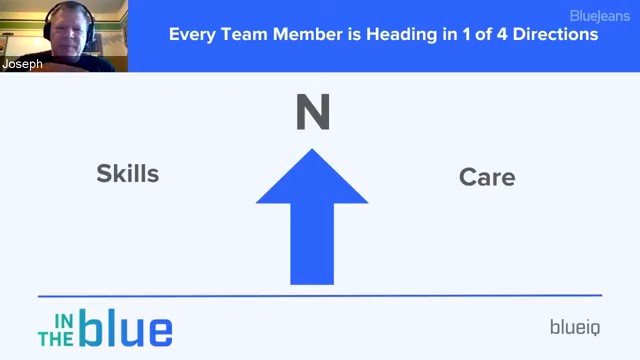 BlueJeans
Every Team Member is Heading in 1 of 4 Directions
Joseph
N
Skills
Care
IN THE blue
blueiq